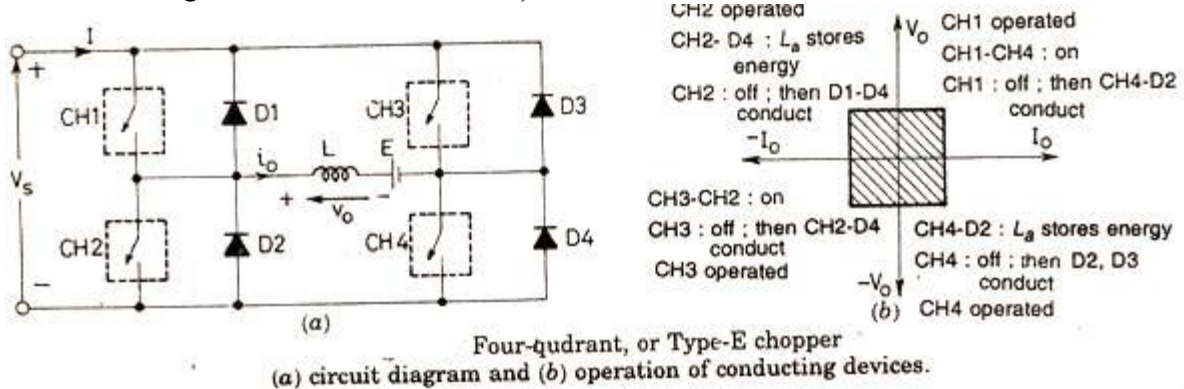 I
+
CH1
D1
CH3
D3
Vs
io
L
E
+
vo
-
CH2
D2
CH4
D4
-
(a)
CH2 operated
CH2- D4 : La stores
energy
CH2 : off ; then D1-D4
conduct
Vo
CH1 operated
CH1-CH4 : on
CH1 : off ; then CH4-D2
conduct
-Io
Io
CH3-CH2 : on
CH3 : off ; then CH2-D4
conduct
CH3 operated
CH4-D2 : La stores energy
CH4 : off ; then D2, D3
conduct
-Vo
(b) CH4 operated
Four-qudrant, or Type-E chopper
(a) circuit diagram and (b) operation of conducting devices.